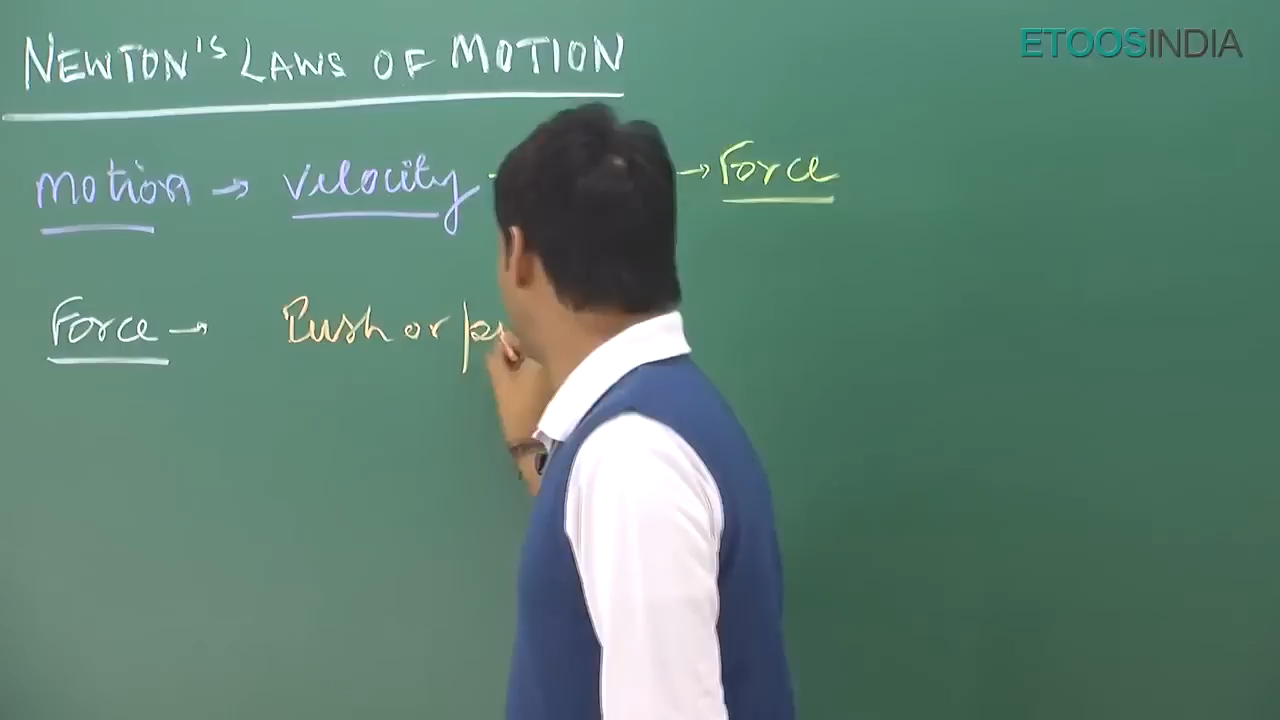 ETOOSINDIA
NEWTON'S LAWS OF MOTION
Motion → Velocity → Force
Force → Push or